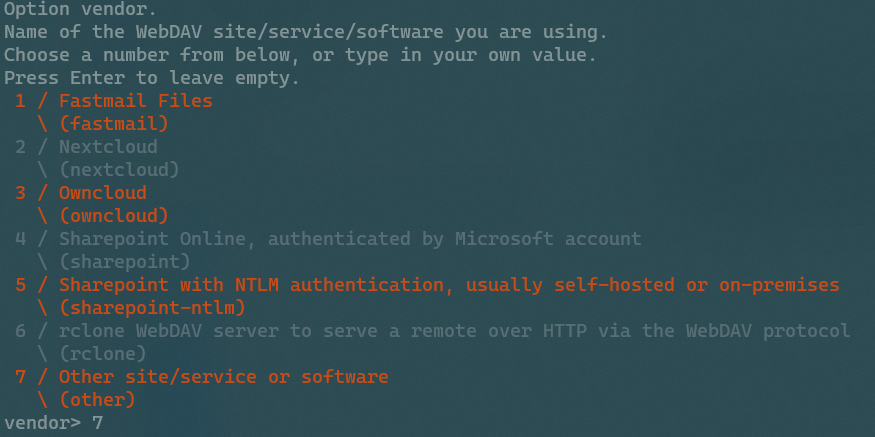 Option vendor.
Name of the WebDAV site/service/software you are using.
Choose a number from below, or type in your own value.
Press Enter to leave empty.
 1 / Fastmail Files
   \ (fastmail)
 2 / Nextcloud
   \ (nextcloud)
 3 / Owncloud
   \ (owncloud)
 4 / Sharepoint Online, authenticated by Microsoft account
   \ (sharepoint)
 5 / Sharepoint with NTLM authentication, usually self-hosted or on-premises
   \ (sharepoint-ntlm)
 6 / rclone WebDAV server to serve a remote over HTTP via the WebDAV protocol
   \ (rclone)
 7 / Other site/service or software
   \ (other)
vendor> 7